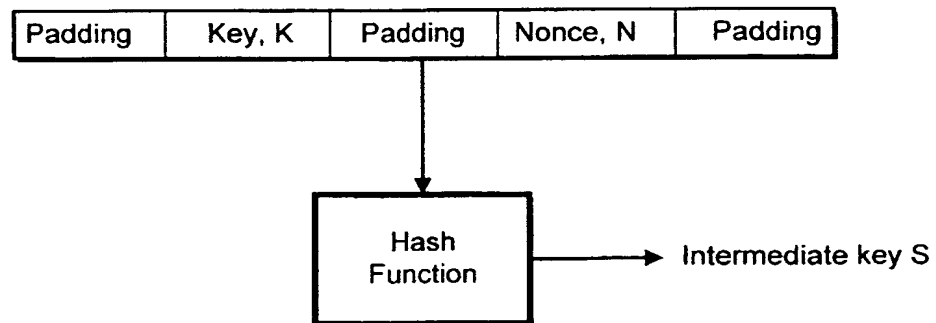 Padding Key, K Padding Nonce, N Padding
Hash
Function
Intermediate key S